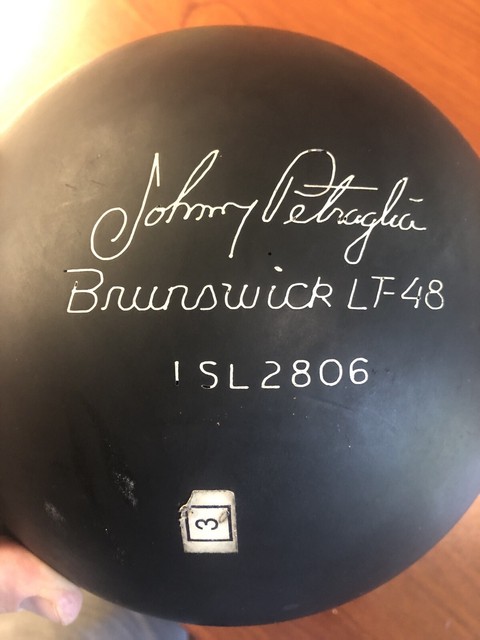 Johnny Petraglia
Brunswick LT-48
1SL2806
3